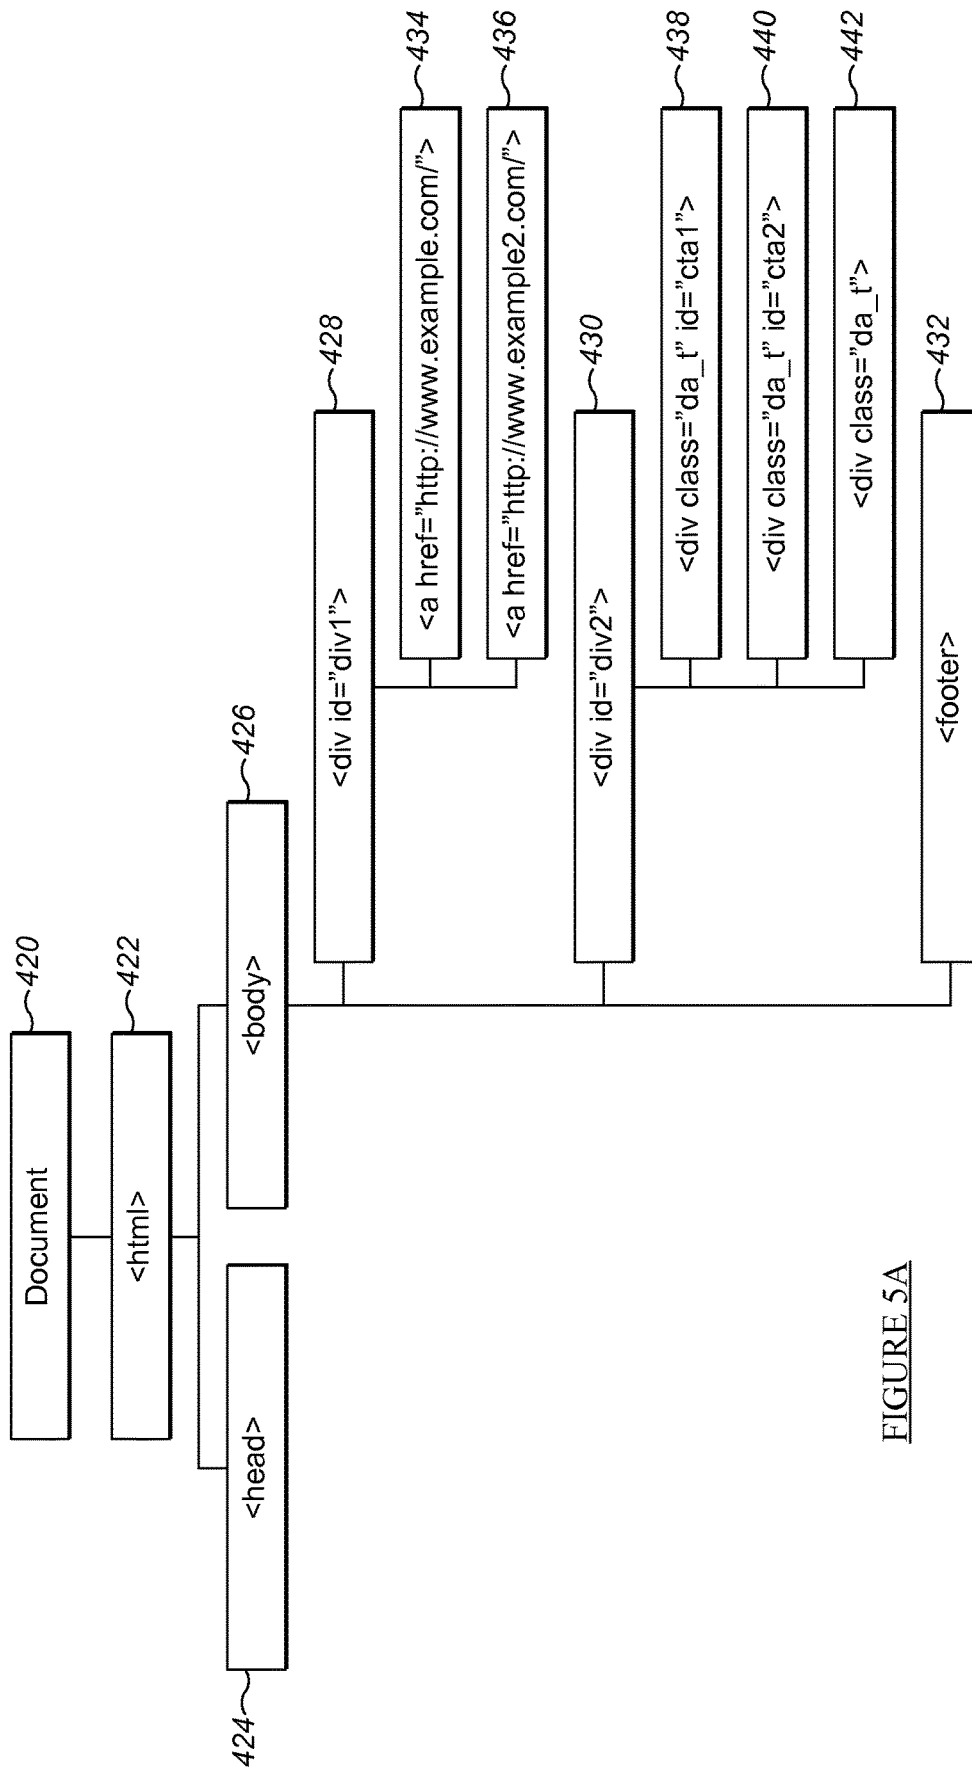 Document
420
<html>
422
<head>
424
<body>
426
<div id=”div1”>
428
<a href=”http://www.example.com/”>
434
<a href=”http://www.example2.com/”>
436
<div id=”div2”>
430
<div class=”da_t” id=”cta1”>
438
<div class=”da_t” id=”cta2”>
440
<div class=”da_t”>
442
<footer>
432
FIGURE 5A